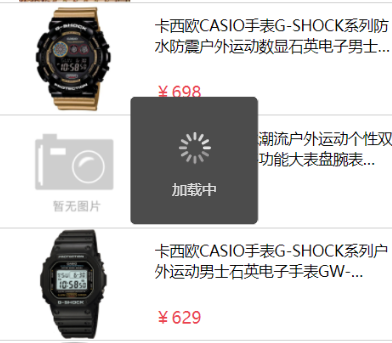 卡西欧CASIO手表G-SHOCK系列防
水防震户外运动数显石英电子男士...
￥698
潮流户外运动个性双
功能大表盘腕表...
暂无图片
加载中
卡西欧CASIO手表G-SHOCK系列户
外运动男士石英电子手表GW-...
￥629